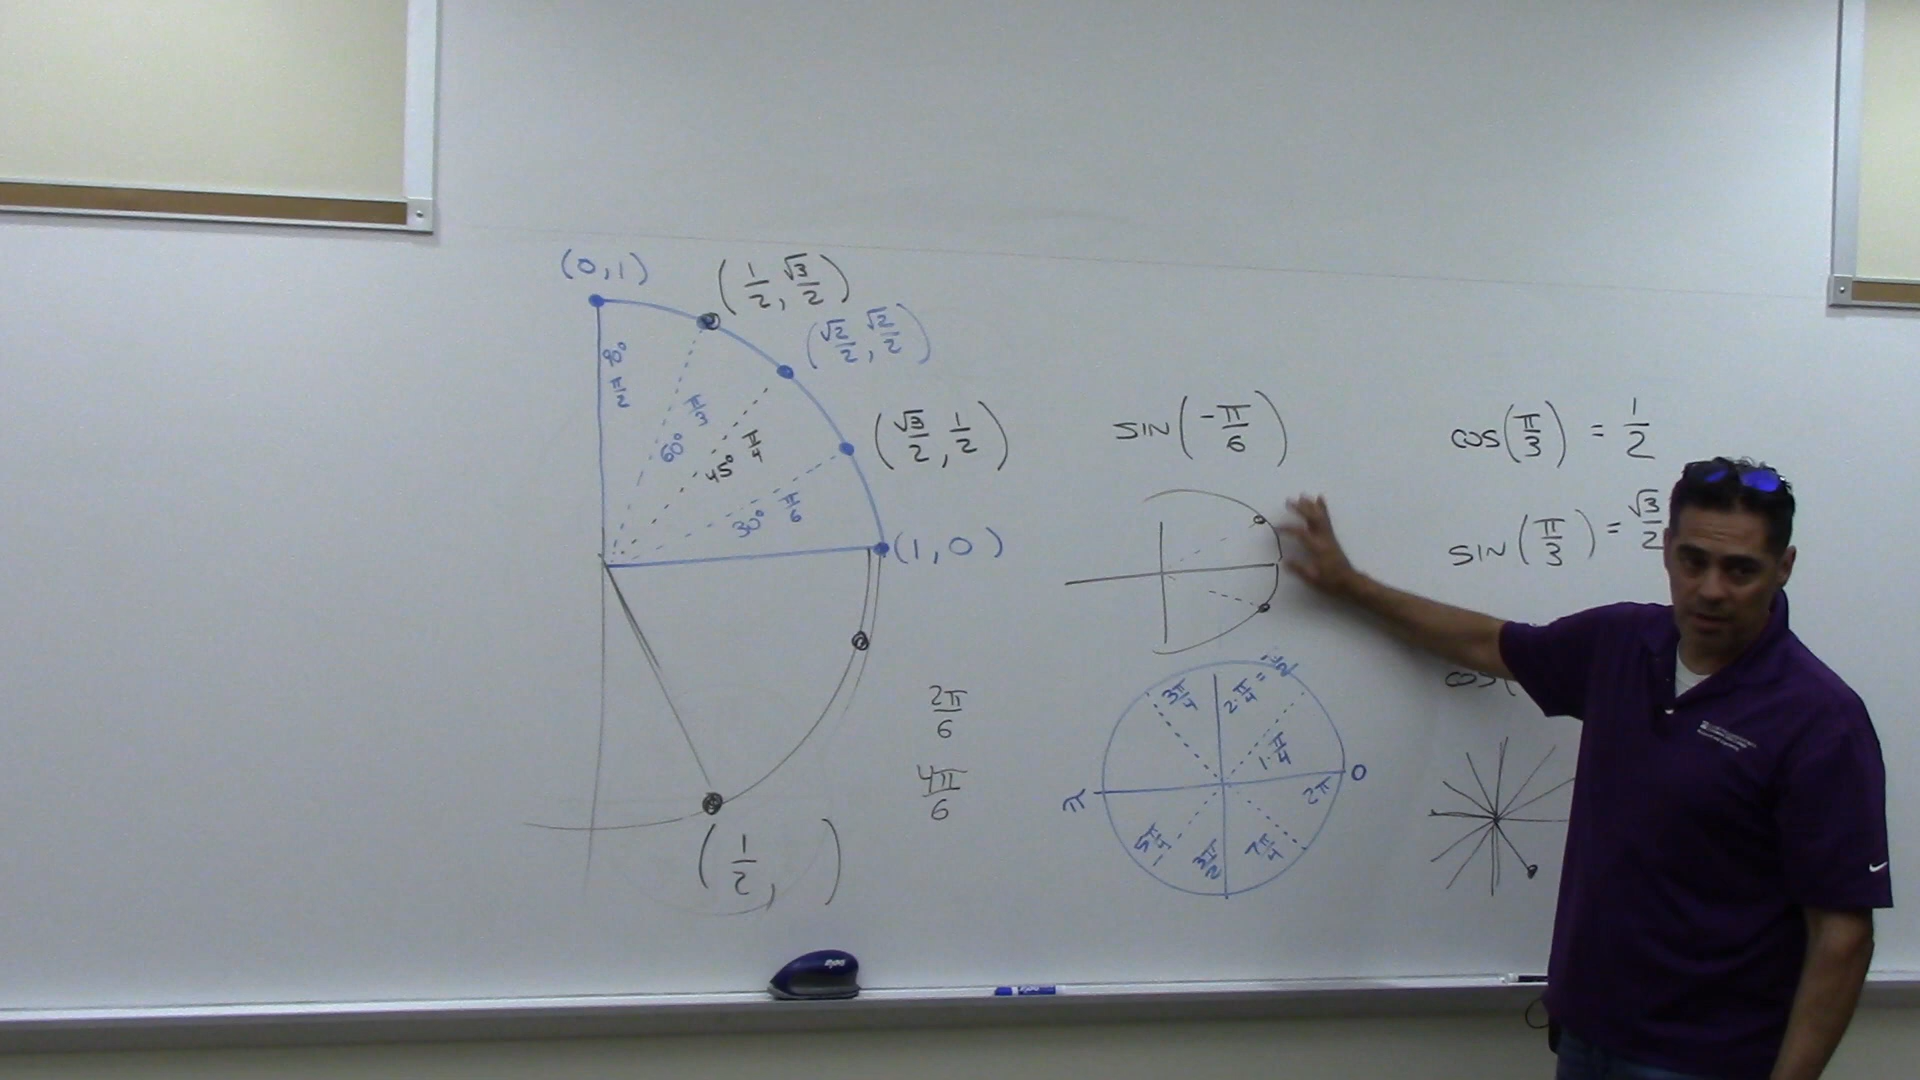 (0,1)
(1/2, √3/2)
(√2/2, √2/2)
90° π/2
60° π/3
45° π/4
(√3/2, 1/2)
30° π/6
(1,0)
(1/2, )
2π/6
4π/6
SIN(-π/6)
3π/4
2·π/4 =
1·π/4
π
0
2π
5π/4
3π/2
7π/4
COS(π/3) = 1/2
SIN(π/3) = √3/2
COS(
expo